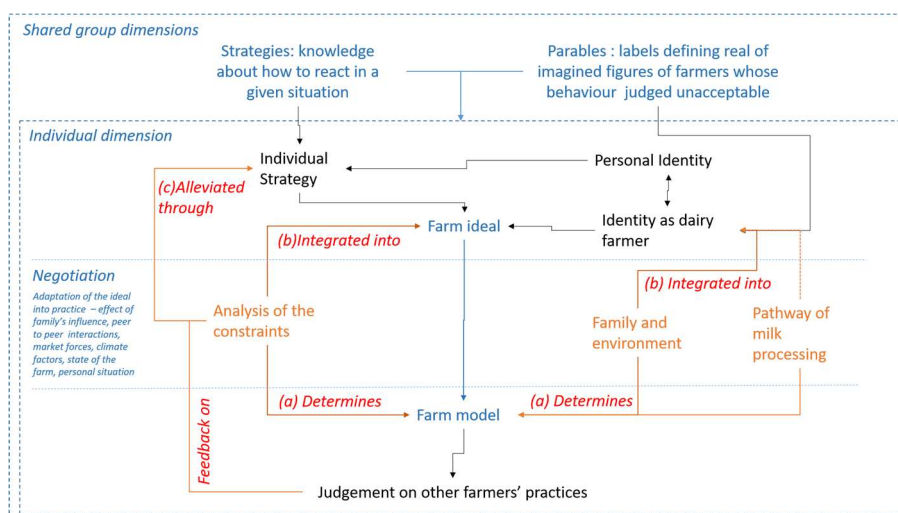 Shared group dimensions
Strategies: knowledge
about how to react in a
given situation
Parables : labels defining real of
imagined figures of farmers whose
behaviour judged unacceptable
Individual dimension
Individual
Strategy
Personal Identity
(c)Alleviated
through
Farm ideal
Identity as dairy
farmer
(b)Integrated into
Negotiation
Adaptation of the ideal
into practice – effect of
family's influence, peer
to peer interactions,
market forces, climate
factors, state of the
farm, personal situation
(b) Integrated into
Analysis of the
constraints
Family and
environment
Pathway of
milk
processing
(a) Determines
(a) Determines
Farm model
Feedback on
Judgement on other farmers' practices